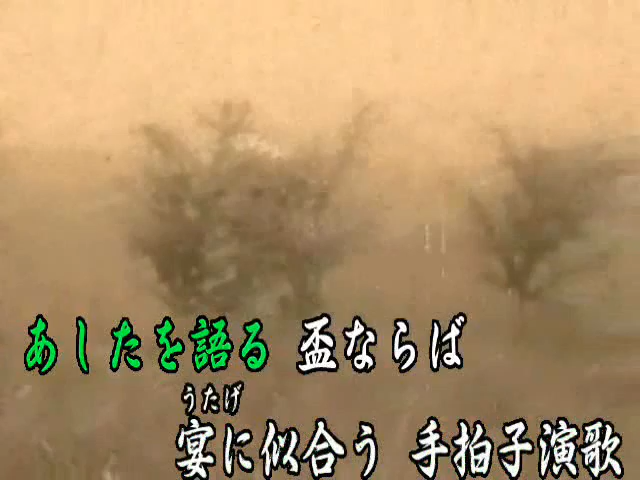 あしたを語る 盃ならば
うたげ
宴に似合う 手拍子演歌